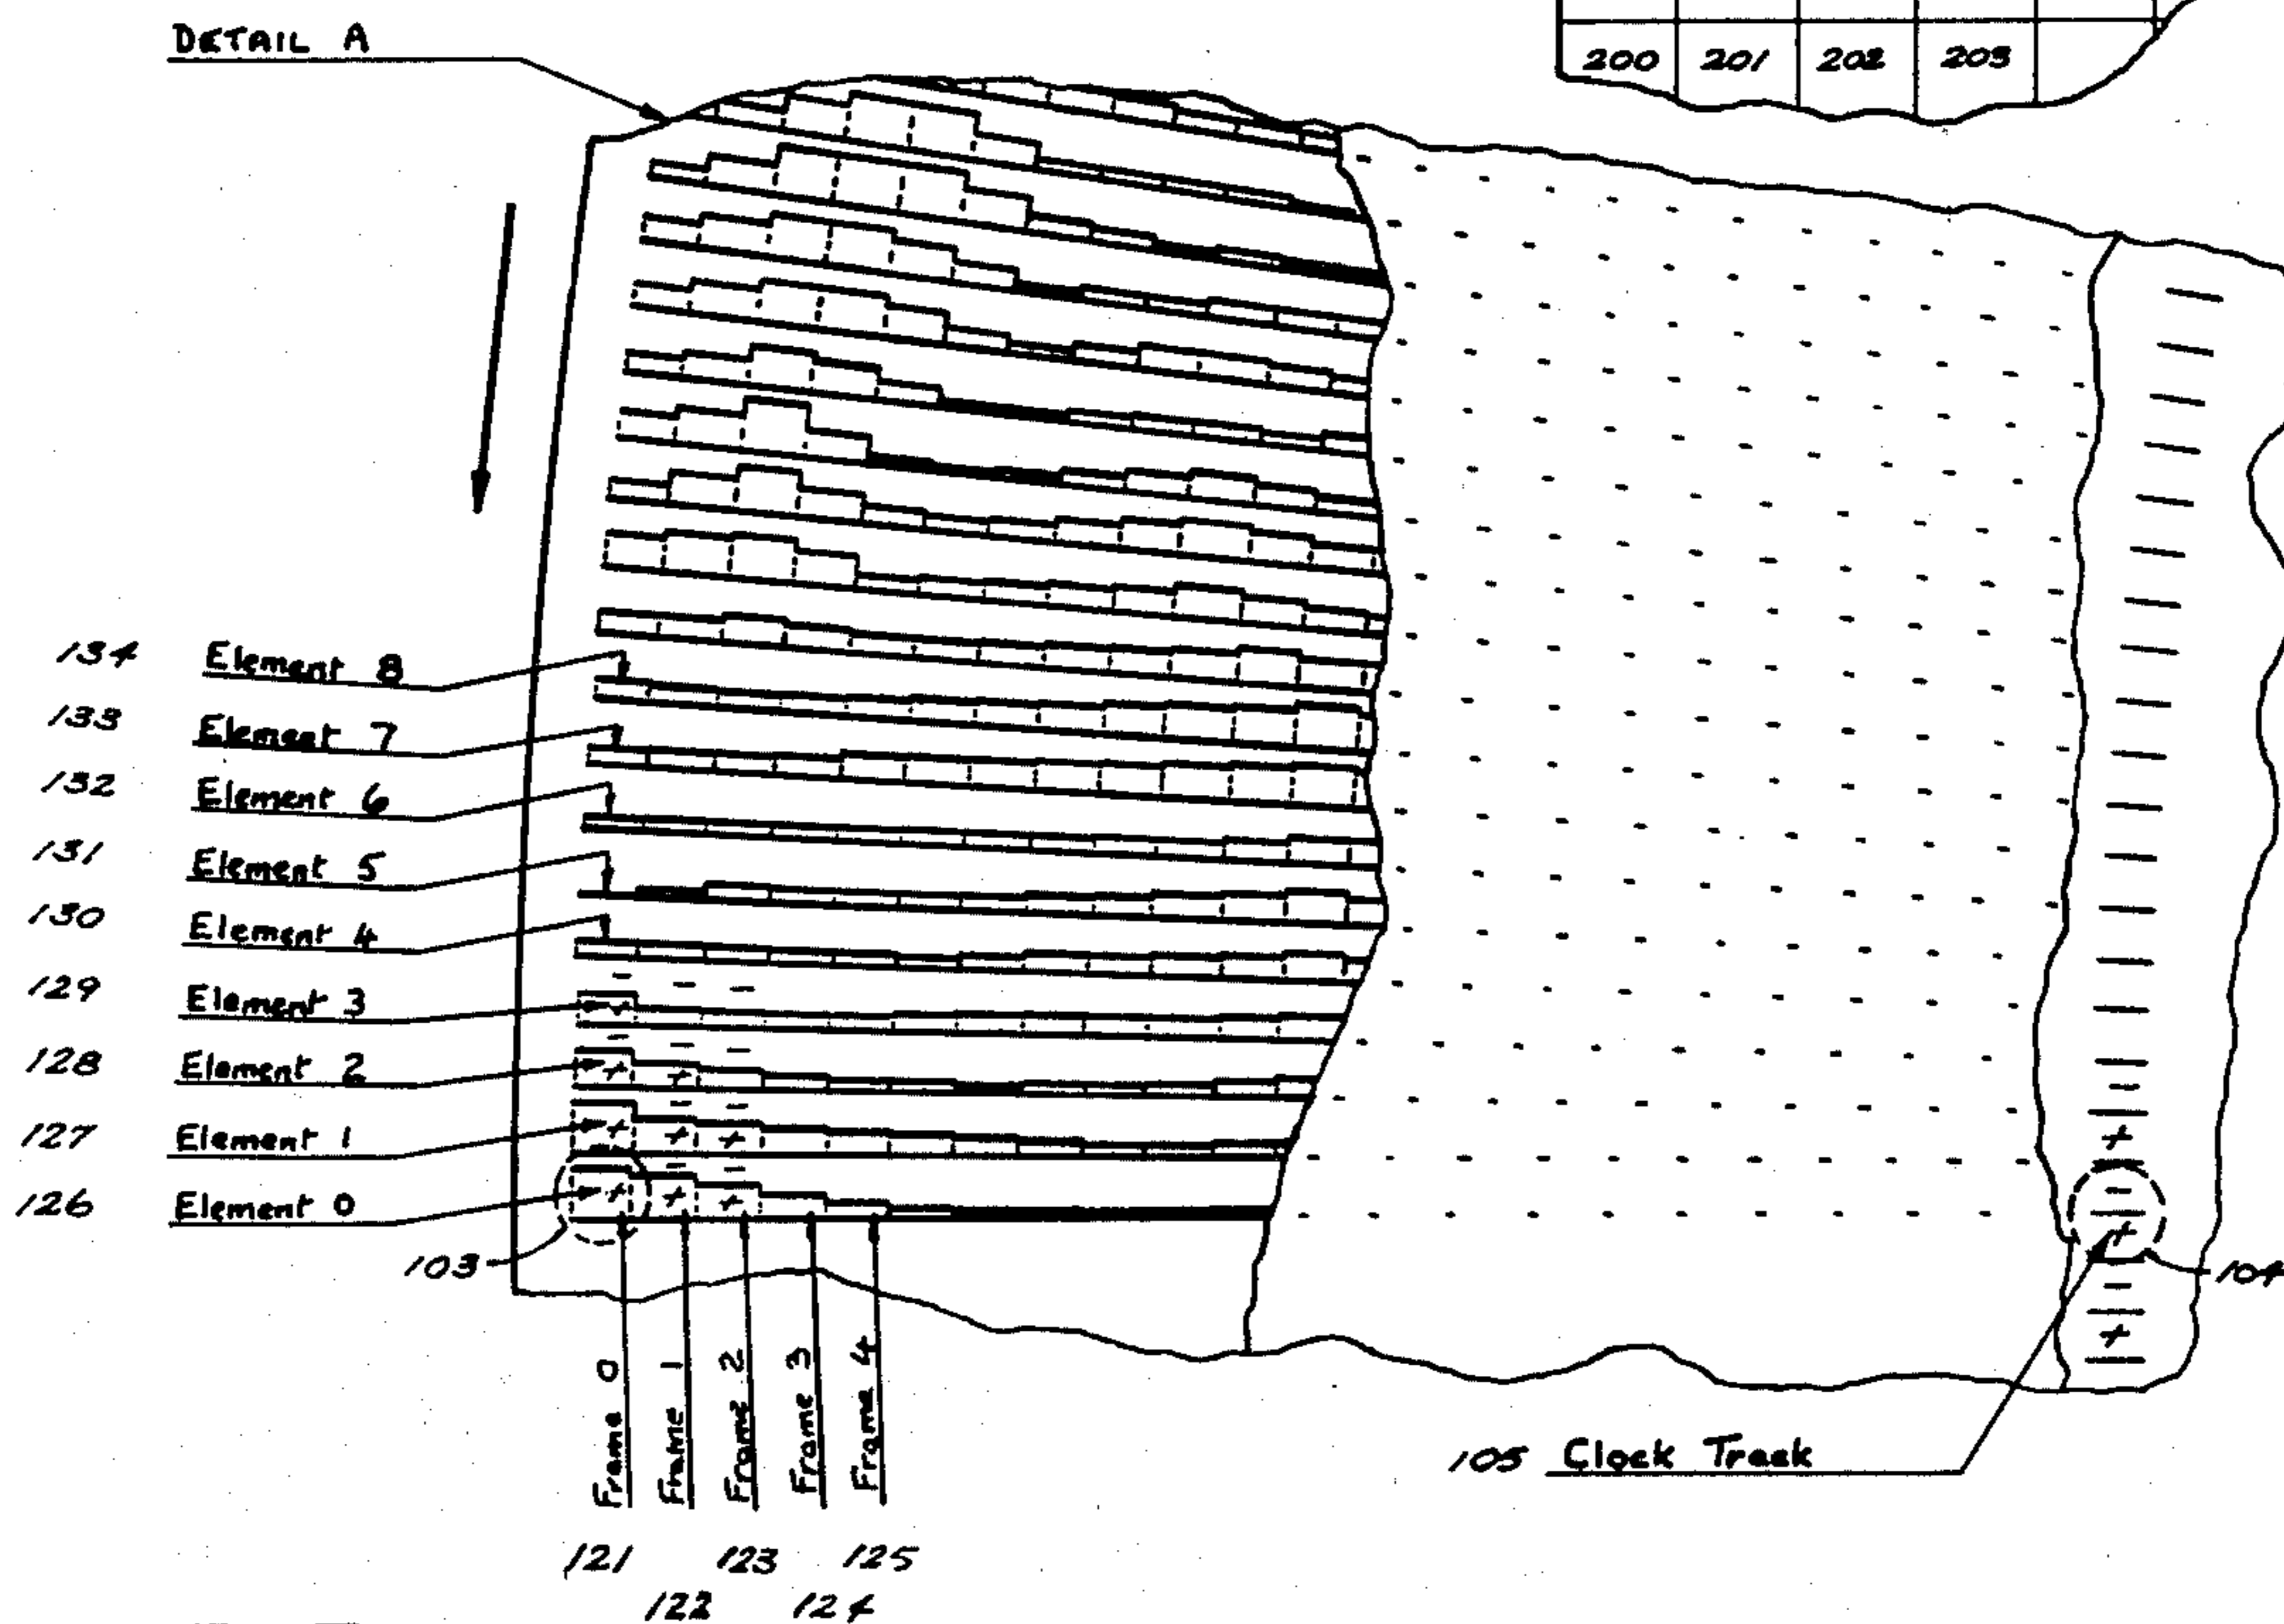 DETAIL A
200 201 202 203
134 Element 8
133 Element 7
132 Element 6
131 Element 5
130 Element 4
129 Element 3
128 Element 2
127 Element 1
126 Element 0
103
104
Frame 0
Frame 1
Frame 2
Frame 3
Frame 4
105 Clock Track
121 123 125
122 124